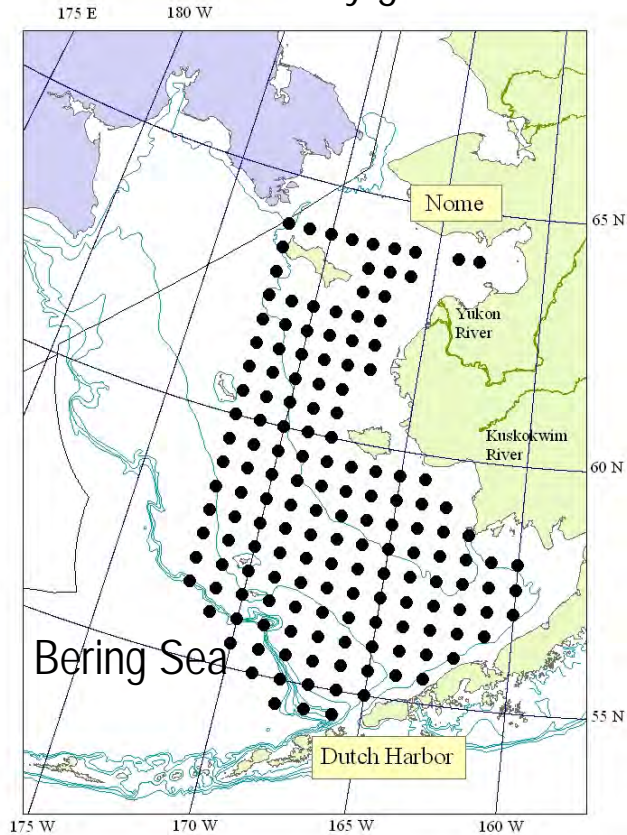 175 E
180 W
Nome
65 N
Yukon
River
Kuskokwim
River
60 N
Bering Sea
55 N
Dutch Harbor
175 W
170 W
165 W
160 W